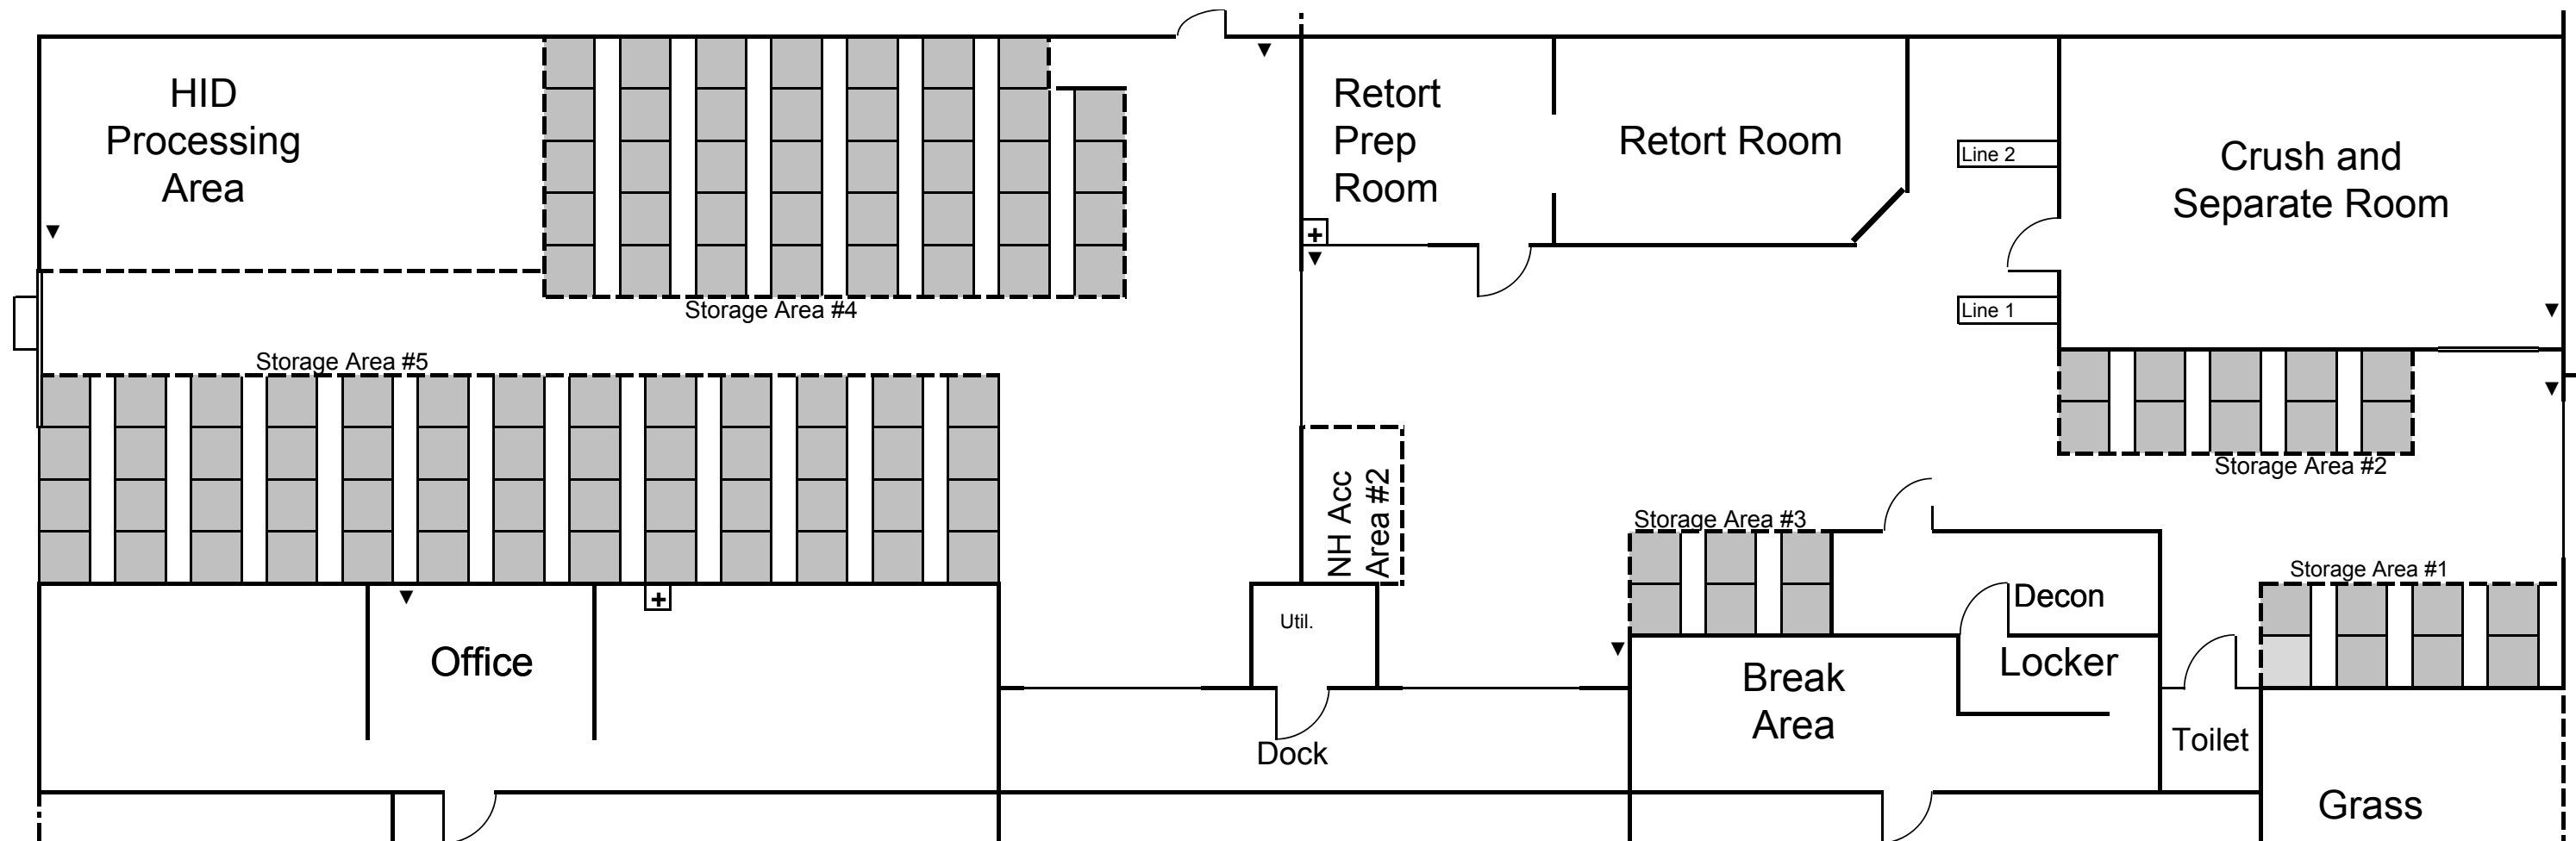 HID
Processing
Area
Retort
Prep
Room
Retort Room
Line 2
Crush and
Separate Room
Line 1
Storage Area #4
Storage Area #5
Storage Area #2
NH Acc
Area #2
Storage Area #3
Storage Area #1
Decon
Util.
Office
Locker
Break
Area
Dock
Toilet
Grass